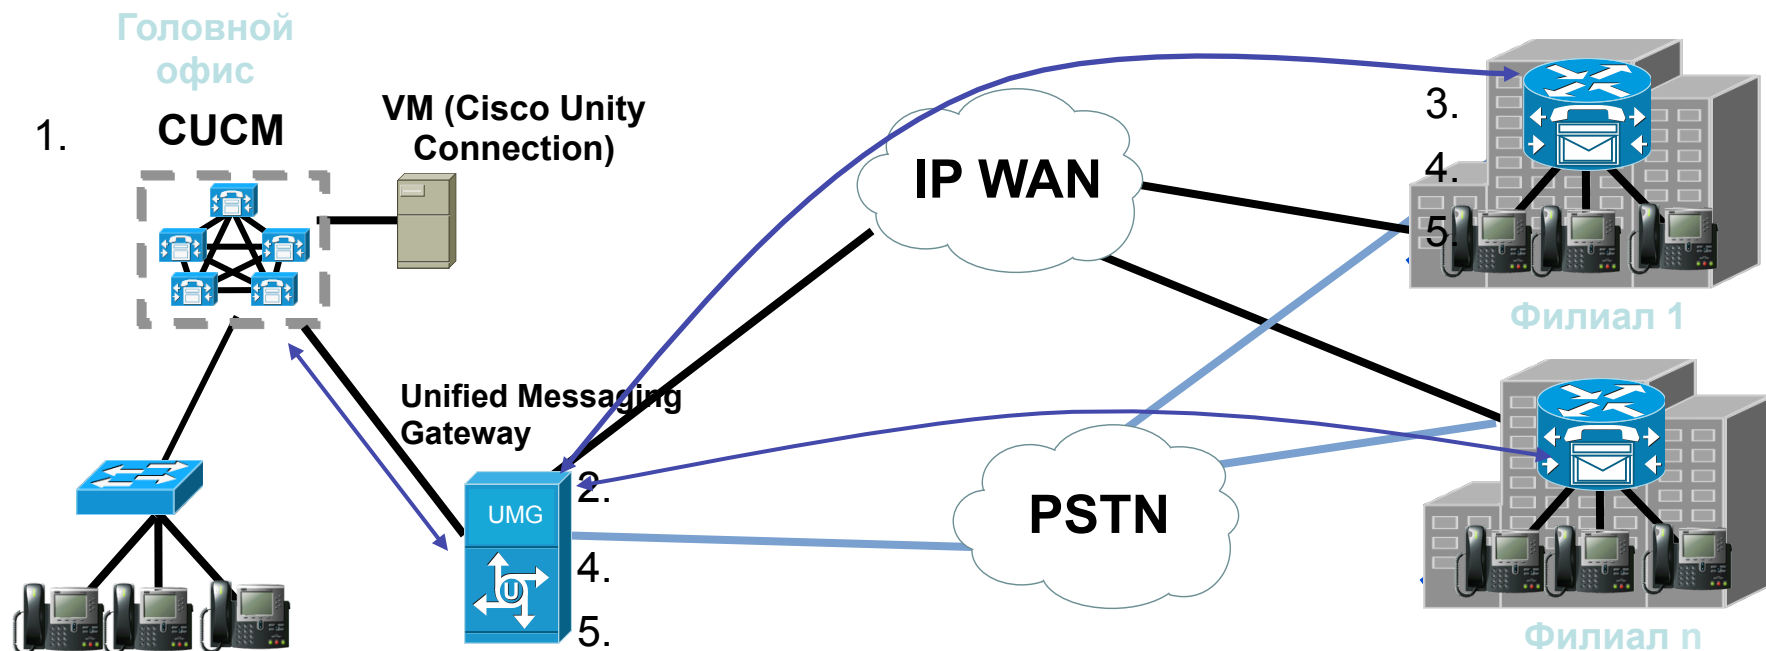 Головной
офис
1.
CUCM
VM (Cisco Unity
Connection)
IP WAN
3.
4.
5.
Филиал 1
Unified Messaging
Gateway
2.
UMG
4.
5.
PSTN
U
Филиал n